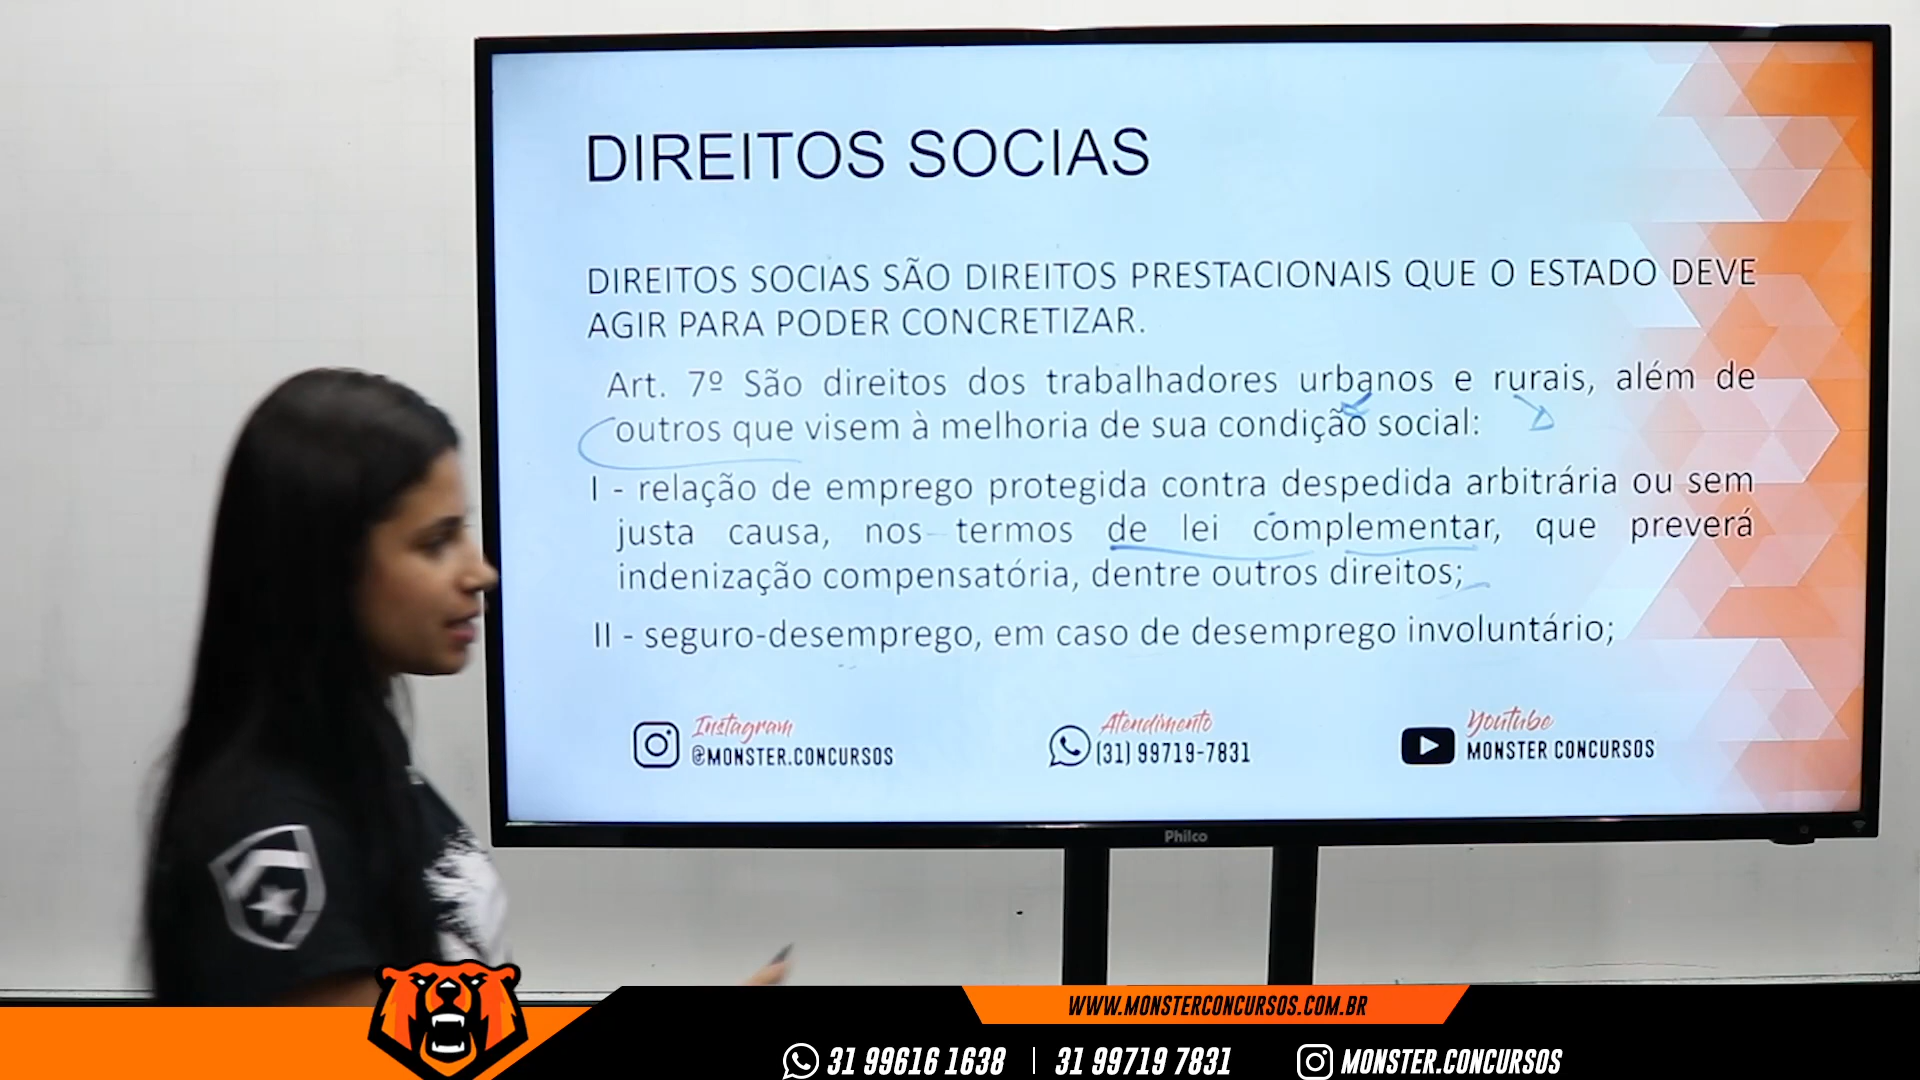 DIREITOS SOCIAS
DIREITOS SOCIAS SÃO DIREITOS PRESTACIONAIS QUE O ESTADO DEVE
AGIR PARA PODER CONCRETIZAR.
Art. 7º São direitos dos trabalhadores urbanos e rurais, além de
outros que visem à melhoria de sua condição social:
I - relação de emprego protegida contra despedida arbitrária ou sem
justa causa, nos termos de lei complementar, que preverá
indenização compensatória, dentre outros direitos;
II - seguro-desemprego, em caso de desemprego involuntário;
Instagram
@MONSTER.CONCURSOS
Atendimento
(31) 99719-7831
Youtube
MONSTER CONCURSOS
Philco
WWW.MONSTERCONCURSOS.COM.BR
31 99616 1638 | 31 99719 7831
MONSTER.CONCURSOS